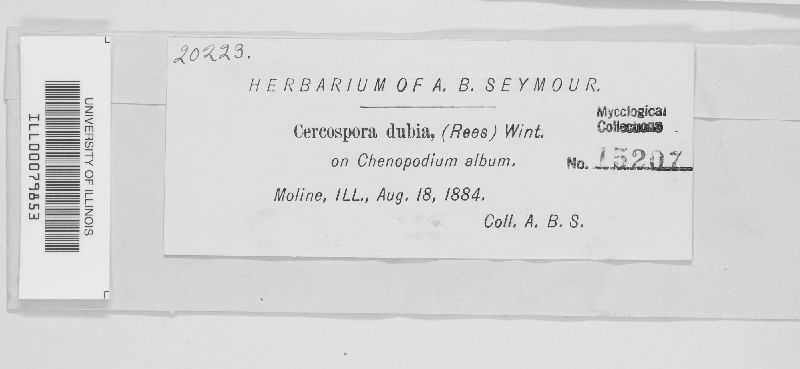 20223.
HERBARIUM OF A. B. SEYMOUR.
Cercospora dubia, (Rees) Wint.
on Chenopodium album.
Moline, ILL., Aug. 18, 1884.
Coll. A. B. S.
Mycological
Collections
No. 15207
UNIVERSITY OF ILLINOIS
ILL00079853